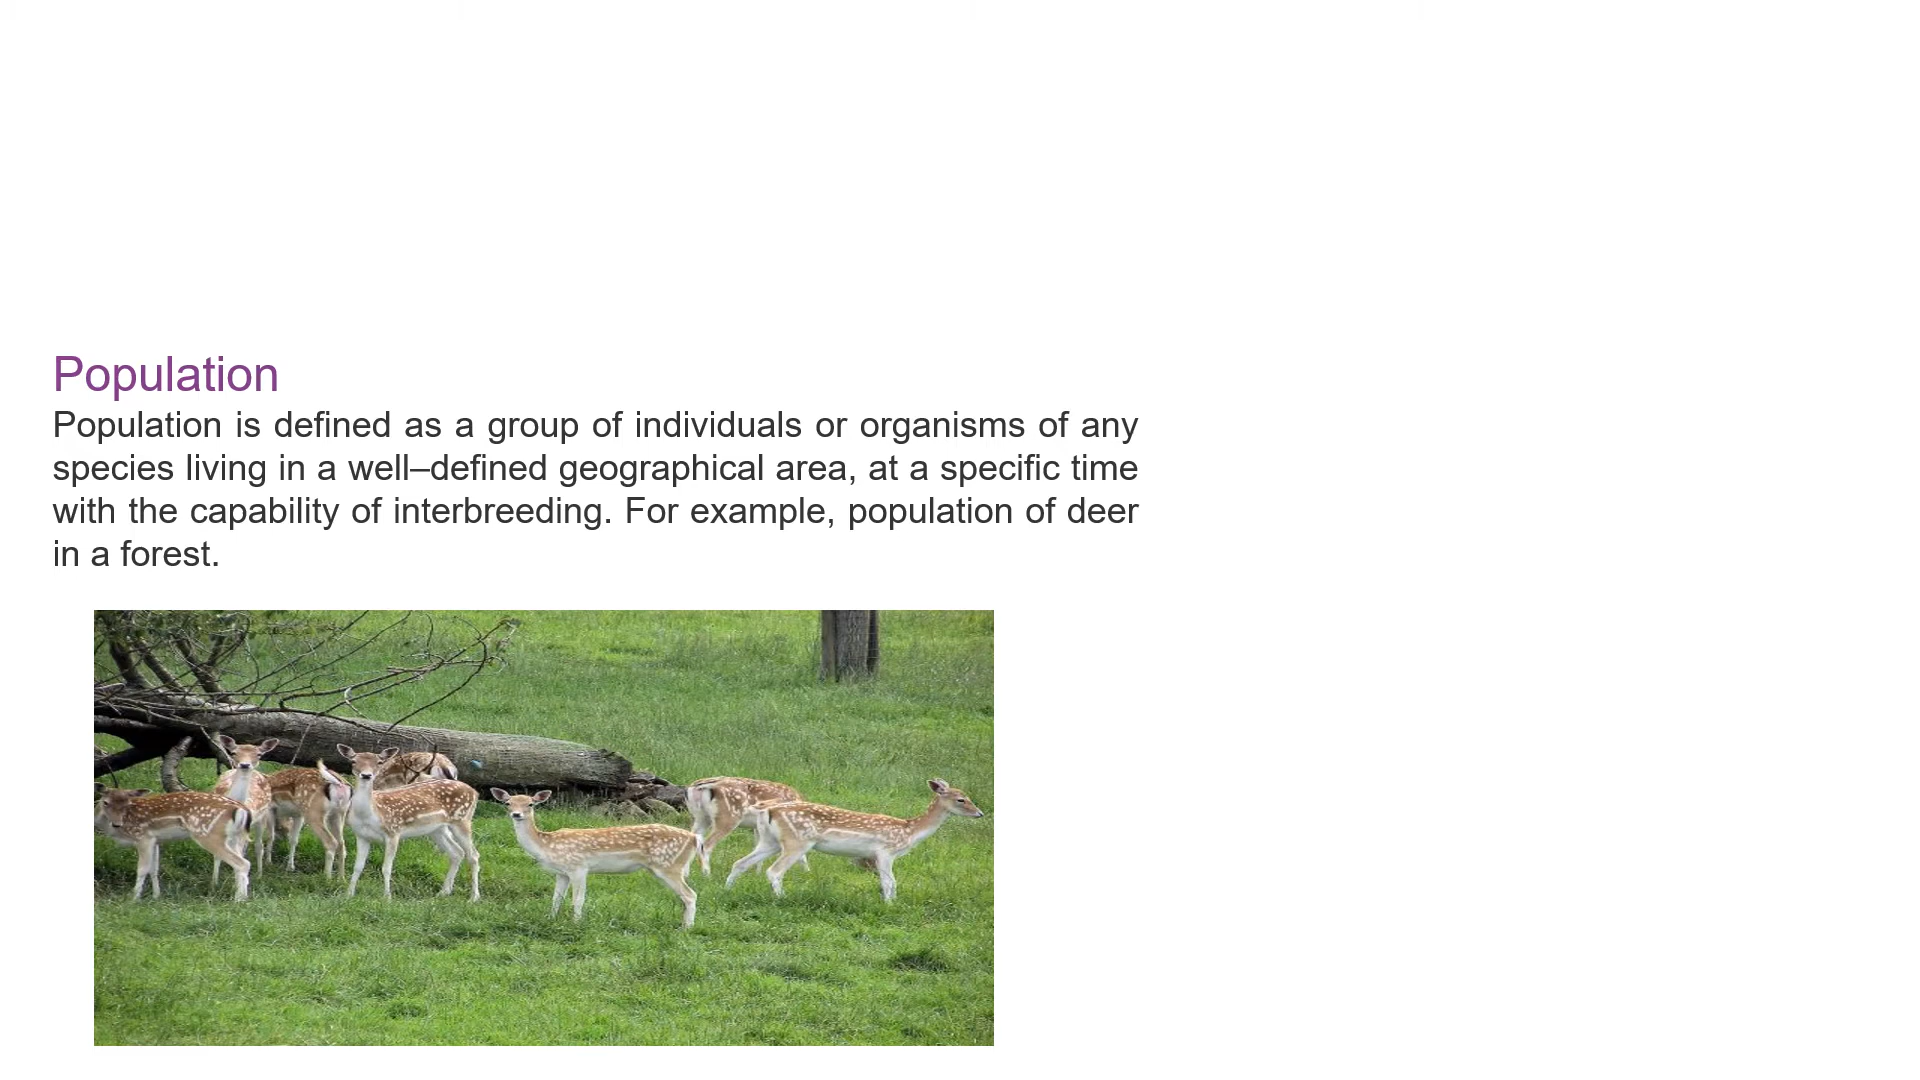 Population
Population is defined as a group of individuals or organisms of any
species living in a well–defined geographical area, at a specific time
with the capability of interbreeding. For example, population of deer
in a forest.